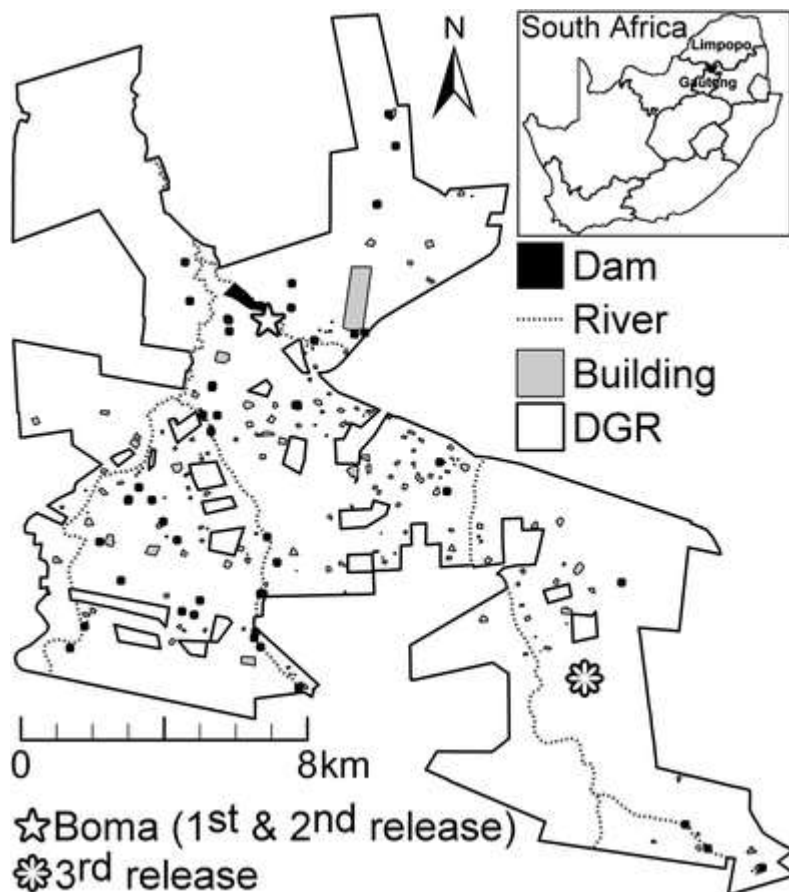 N
South Africa
Limpopo
Gauteng
Dam
River
Building
DGR
0 8km
Boma (1st & 2nd release)
3rd release